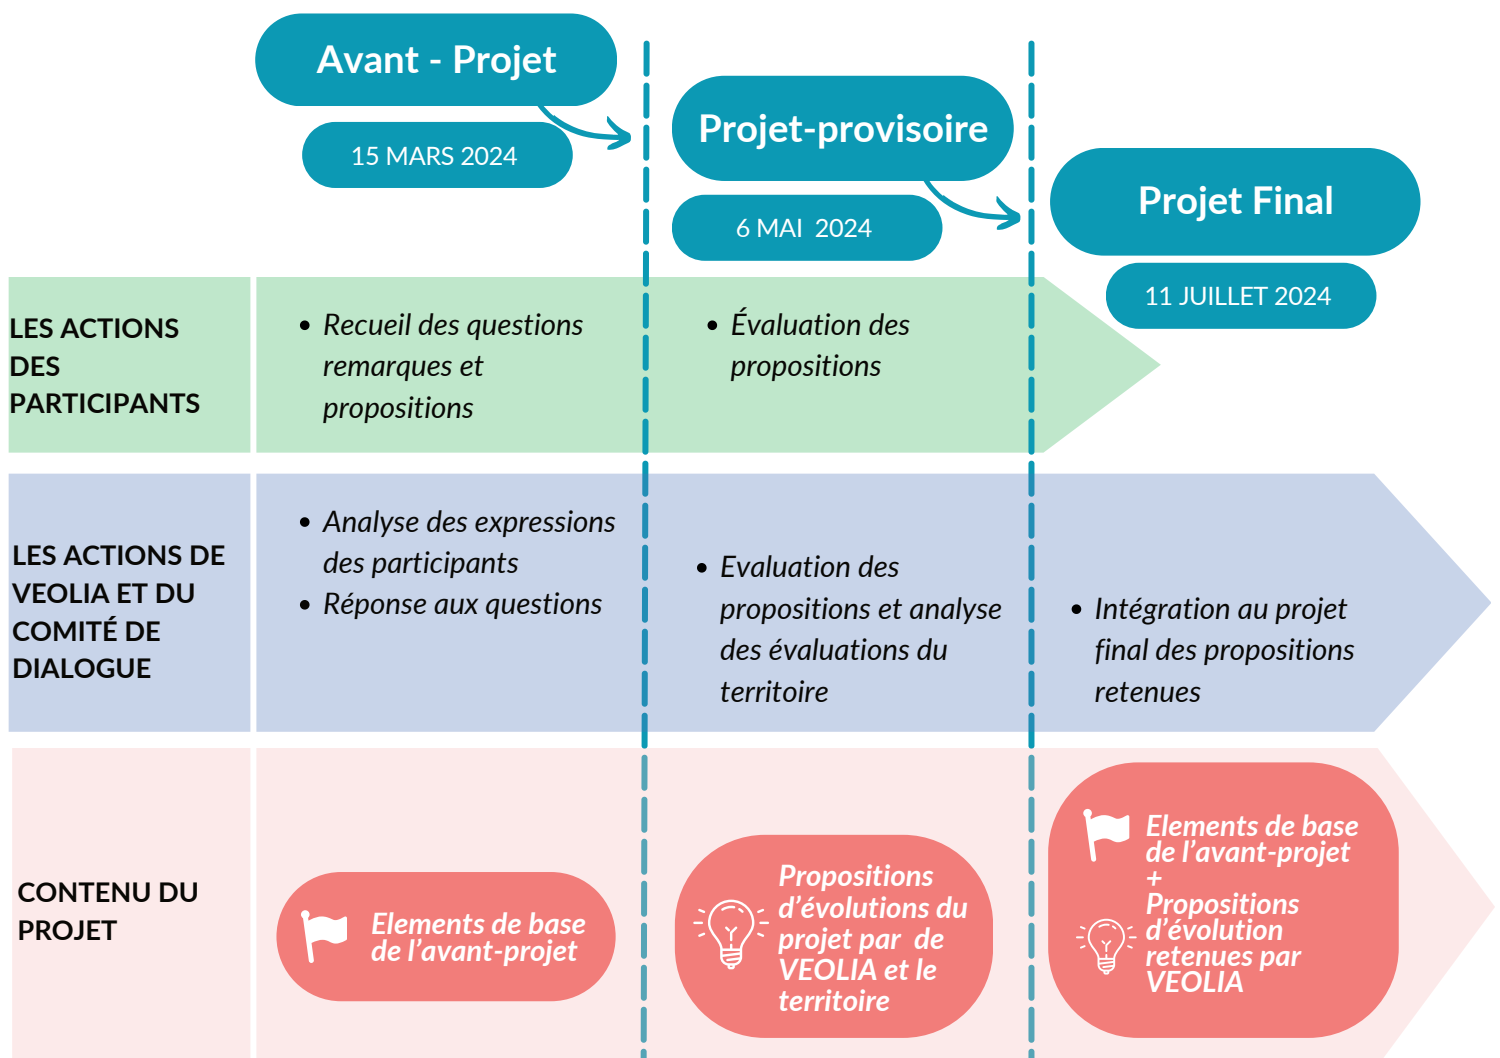 Avant - Projet
15 MARS 2024
Projet-provisoire
6 MAI  2024
Projet Final
11 JUILLET 2024
LES ACTIONS
DES
PARTICIPANTS
• Recueil des questions
remarques et
propositions
• Évaluation des
propositions
LES ACTIONS DE
VEOLIA ET DU
COMITÉ DE
DIALOGUE
• Analyse des expressions
des participants
• Réponse aux questions
• Evaluation des
propositions et analyse
des évaluations du
territoire
• Intégration au projet
final des propositions
retenues
CONTENU DU
PROJET
Elements de base
de l’avant-projet
Propositions
d’évolutions du
projet par  de
VEOLIA et le
territoire
Elements de base
de l’avant-projet
+
Propositions
d’évolution
retenues par
VEOLIA